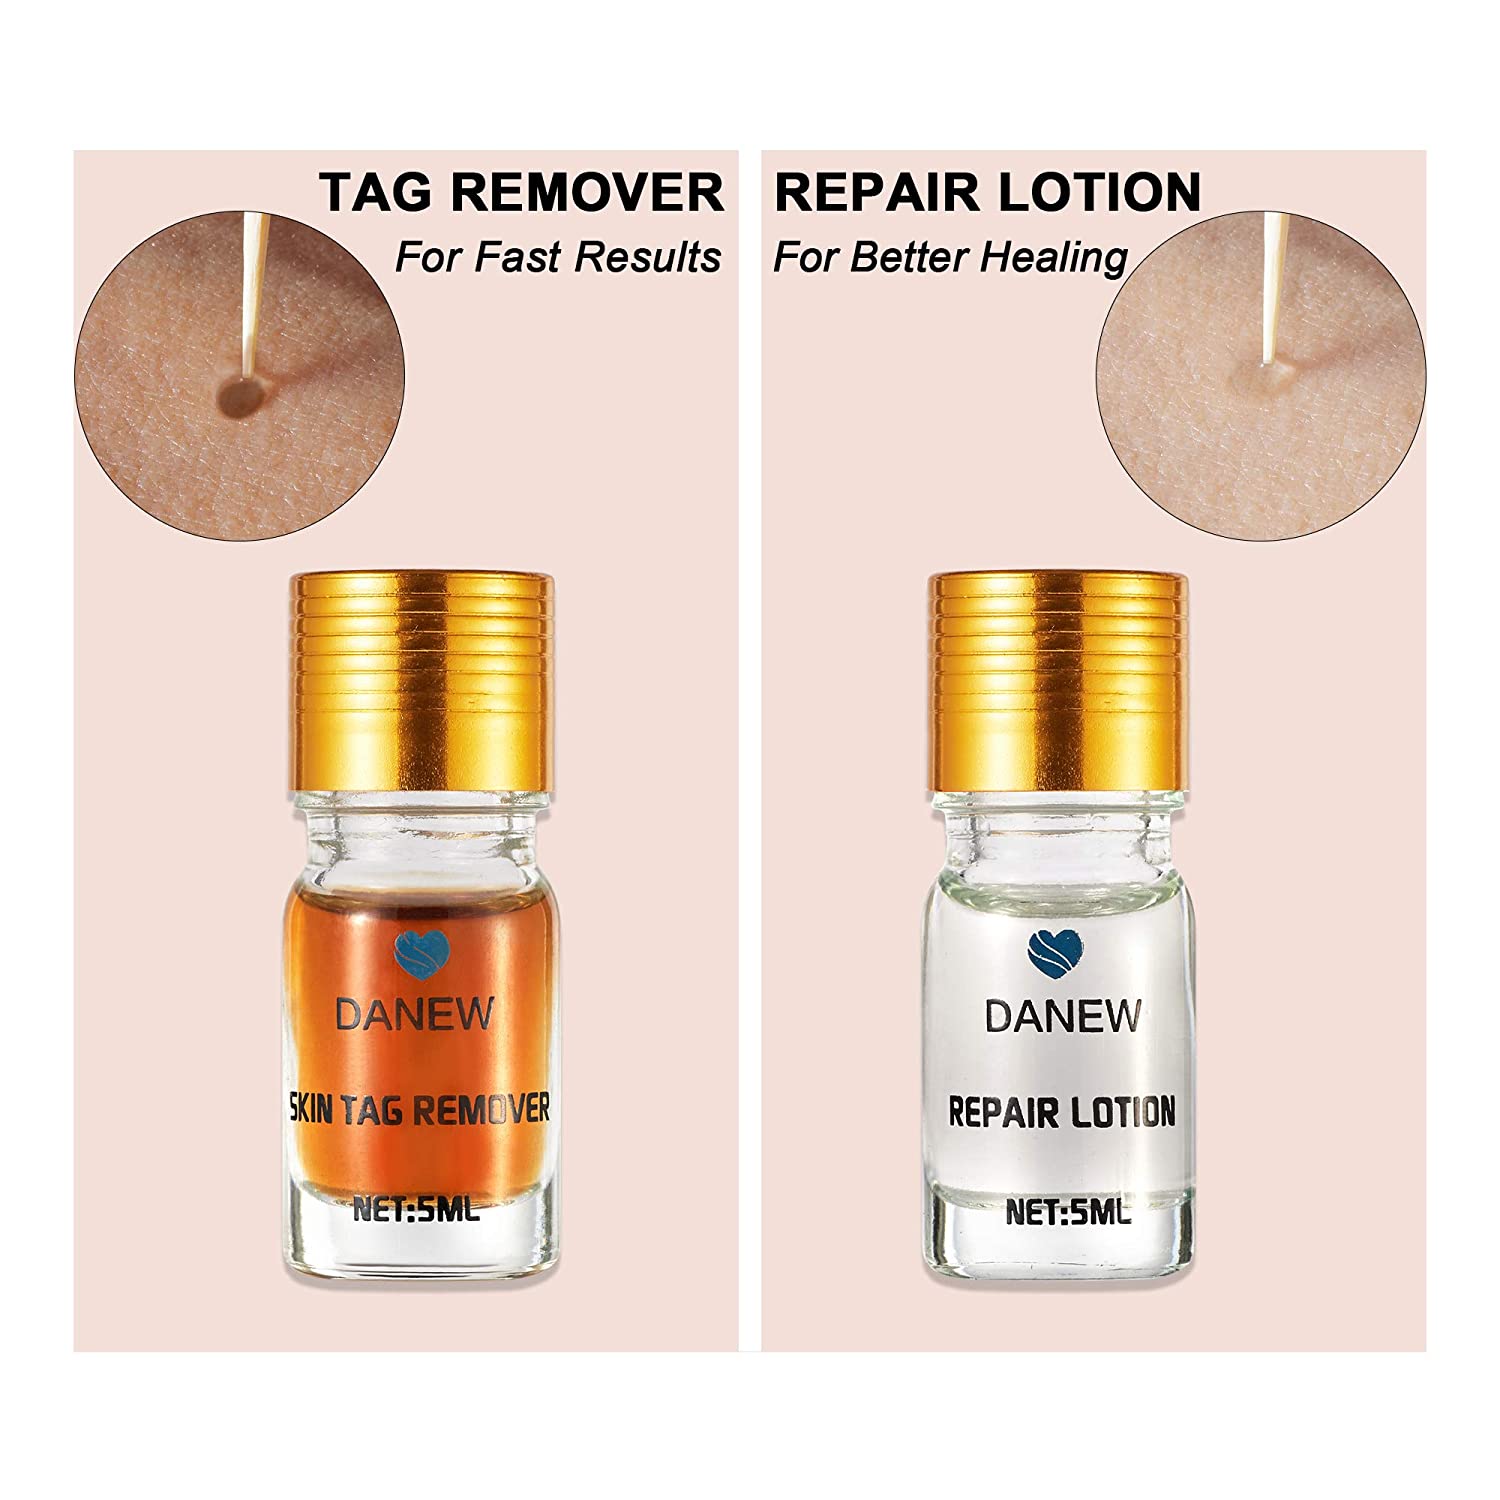 TAG REMOVER
For Fast Results
DANEW
SKIN TAG REMOVER
NET:5ML
REPAIR LOTION
For Better Healing
DANEW
REPAIR LOTION
NET:5ML